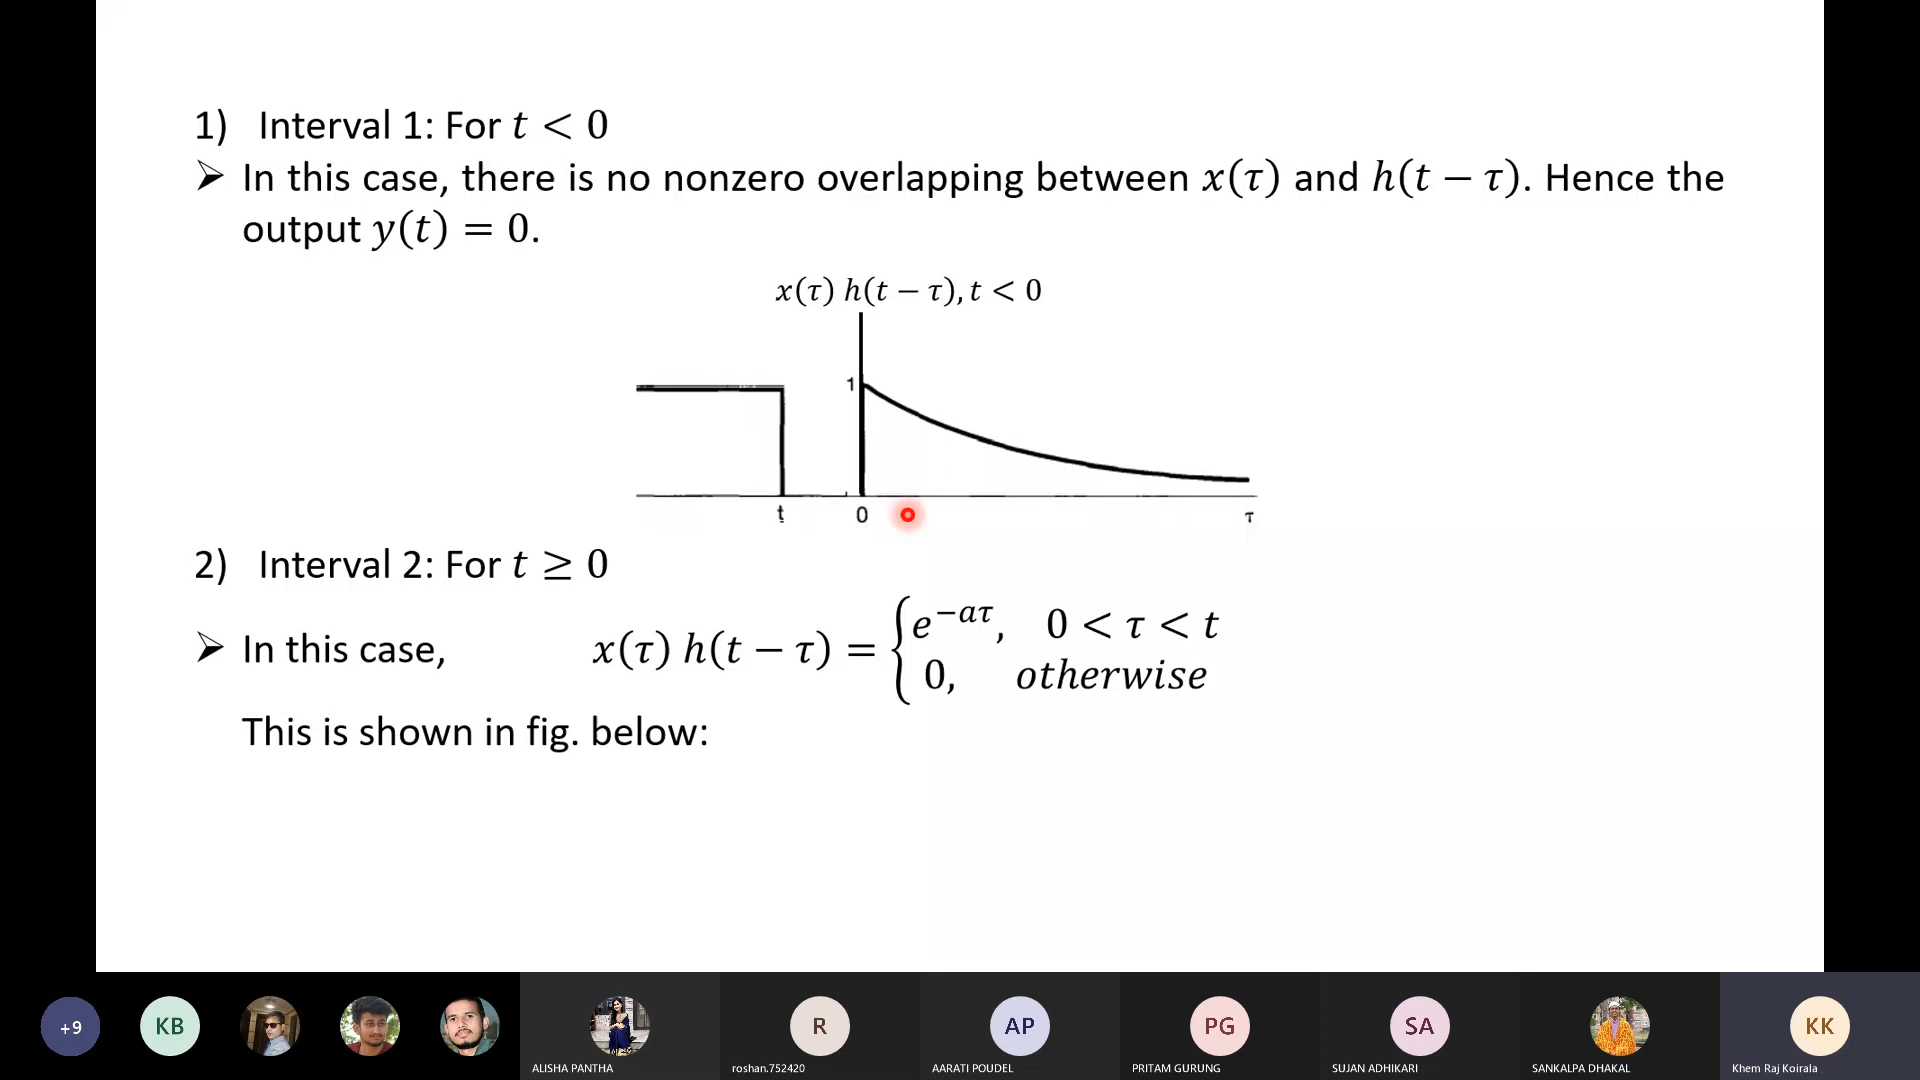 1) Interval 1: For t < 0
➢ In this case, there is no nonzero overlapping between x(τ) and h(t − τ). Hence the
output y(t) = 0.
x(τ) h(t − τ), t < 0
1
t 0 τ
2) Interval 2: For t ≥ 0
➢ In this case, x(τ) h(t − τ) = { e^{−aτ}, 0 < τ < t
0, otherwise
This is shown in fig. below:
+9 KB R AP PG SA KK
ALISHA PANTHA roshan.752420 AARATI POUDEL PRITAM GURUNG SUJAN ADHIKARI SANKALPA DHAKAL Khem Raj Koirala